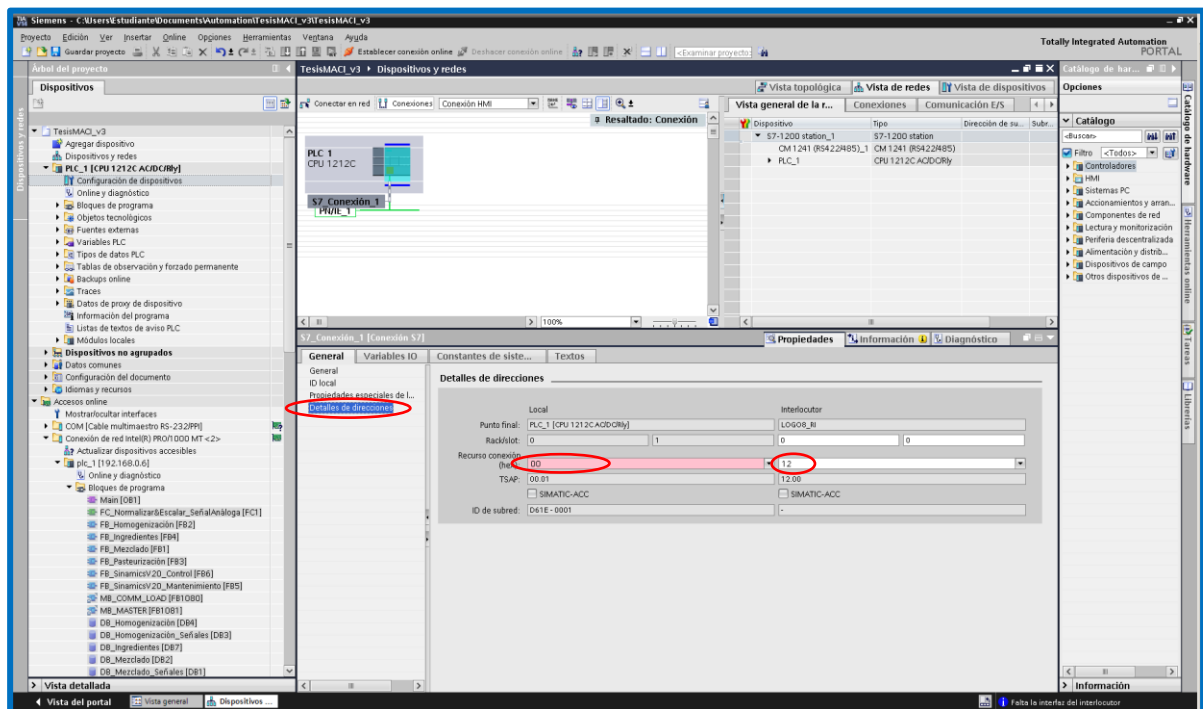 Siemens - C:\Users\Estudiante\Documents\Automation\TesisMACI_v3\TesisMACI_v3
Proyecto Edición Ver Insertar Online Opciones Herramientas Ventana Ayuda
Totally Integrated Automation
PORTAL
Guardar proyecto Establecer conexión online Deshacer conexión online <Examinar proyecto>
Árbol del proyecto
TesisMACI_v3 ▸ Dispositivos y redes
Catálogo de har...
Dispositivos
Vista topológica Vista de redes Vista de dispositivos
Opciones
Conectar en red Conexiones Conexión HMI
Vista general de la r... Conexiones Comunicación E/S
Resaltado: Conexión
Dispositivo Tipo Dirección de su... Subr...
S7-1200 station_1 S7-1200 station
CM 1241 (RS422/485)_1 CM 1241 (RS422/485)
PLC_1 CPU 1212C AC/DC/Rly
PLC 1
CPU 1212C
S7_Conexión_1
PN/IE_1
100%
Catálogo
<Buscar>
Filtro <Todos>
Controladores
HMI
Sistemas PC
Accionamientos y arran...
Componentes de red
Lectura y monitorización
Periferia descentralizada
Alimentación y distrib...
Dispositivos de campo
Otros dispositivos de ...
Dispositivos y redes
Catálogo de hardware
Herramientas online
Tareas
Librerías
TesisMACI_v3
Agregar dispositivo
Dispositivos y redes
PLC_1 [CPU 1212C AC/DC/Rly]
Configuración de dispositivos
Online y diagnóstico
Bloques de programa
Objetos tecnológicos
Fuentes externas
Variables PLC
Tipos de datos PLC
Tablas de observación y forzado permanente
Backups online
Traces
Datos de proxy de dispositivo
Información del programa
Listas de textos de aviso PLC
Módulos locales
Dispositivos no agrupados
Datos comunes
Configuración del documento
Idiomas y recursos
Accesos online
Mostrar/ocultar interfaces
COM [Cable multimaestro RS-232/PPI]
Conexión de red Intel(R) PRO/1000 MT <2>
Actualizar dispositivos accesibles
plc_1 [192.168.0.6]
Online y diagnóstico
Bloques de programa
Main [OB1]
FC_Normalizar&Escalar_SeñalAnàloga [FC1]
FB_Homogenización [FB2]
FB_Ingredientes [FB4]
FB_Mezclado [FB1]
FB_Pasteurización [FB3]
FB_SinamicsV20_Control [FB6]
FB_SinamicsV20_Mantenimiento [FB5]
MB_COMM_LOAD [FB1080]
MB_MASTER [FB1081]
DB_Homogenización [DB4]
DB_Homogenización_Señales [DB3]
DB_Ingredientes [DB7]
DB_Mezclado [DB2]
DB_Mezclado_Señales [DB1]
S7_Conexión_1 [Conexión S7]
Propiedades Información Diagnóstico
General Variables IO Constantes de siste... Textos
General
ID local
Propiedades especiales de l...
Detalles de direcciones
Detalles de direcciones
Local Interlocutor
Punto final: PLC_1 [CPU 1212C AC/DC/Rly] LOGO8_RI
Rack/slot: 0 1 0 0
Recurso conexión
(hex): 00 12
TSAP: 00.01 12.00
SIMATIC-ACC SIMATIC-ACC
ID de subred: D61E - 0001 -
Vista detallada
Información
Vista del portal Vista general Dispositivos ...
Falta la interfaz del interlocutor